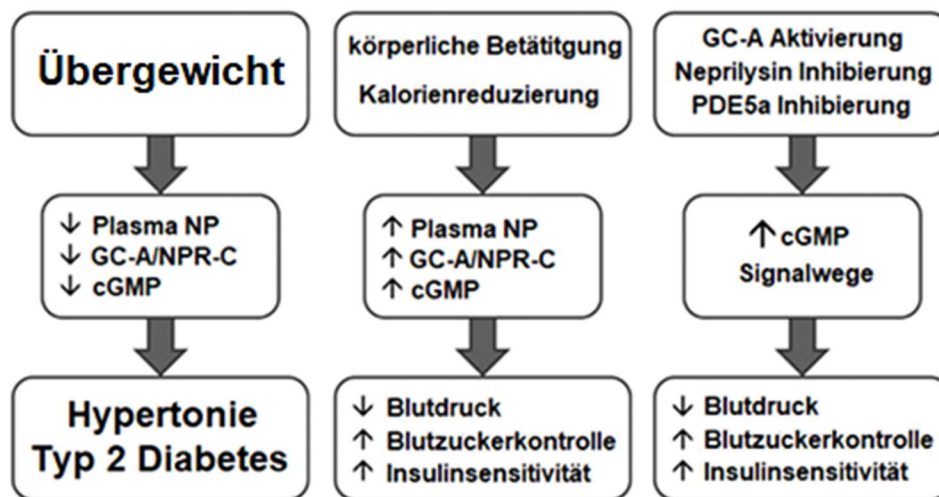 Übergewicht
↓ Plasma NP
↓ GC-A/NPR-C
↓ cGMP
Hypertonie
Typ 2 Diabetes
körperliche Betätitgung
Kalorienreduzierung
↑ Plasma NP
↑ GC-A/NPR-C
↑ cGMP
↓ Blutdruck
↑ Blutzuckerkontrolle
↑ Insulinsensitivität
GC-A Aktivierung
Neprilysin Inhibierung
PDE5a Inhibierung
↑ cGMP
Signalwege
↓ Blutdruck
↑ Blutzuckerkontrolle
↑ Insulinsensitivität